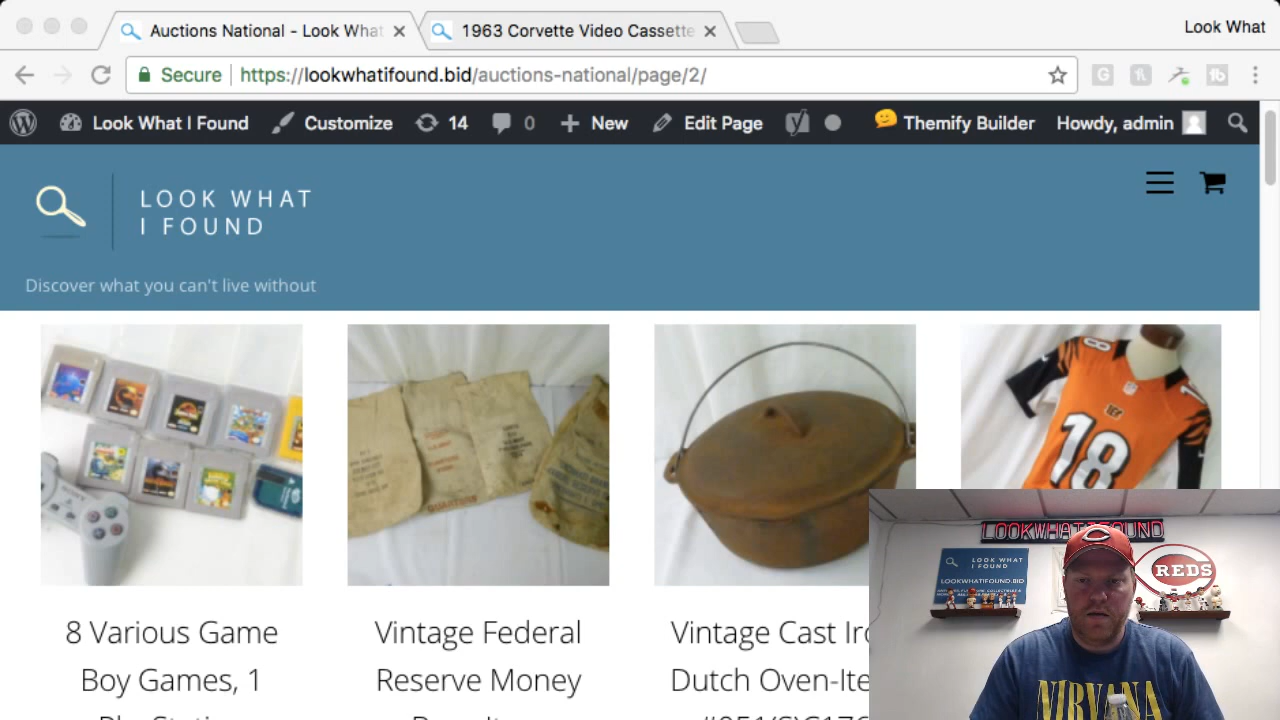 Auctions National - Look What
1963 Corvette Video Cassette
Look What
Secure
https://lookwhatifound.bid/auctions-national/page/2/
Look What I Found
Customize
14
0
New
Edit Page
Themify Builder
Howdy, admin
LOOK WHAT
I FOUND
Discover what you can't live without
18
QUARTERS
LOOKWHATIFOUND
LOOK WHAT
I FOUND
LOOKWHATIFOUND.BID
REDS
8 Various Game
Boy Games, 1
Vintage Federal
Reserve Money
Vintage Cast Iro
Dutch Oven-Ite
NIRVANA